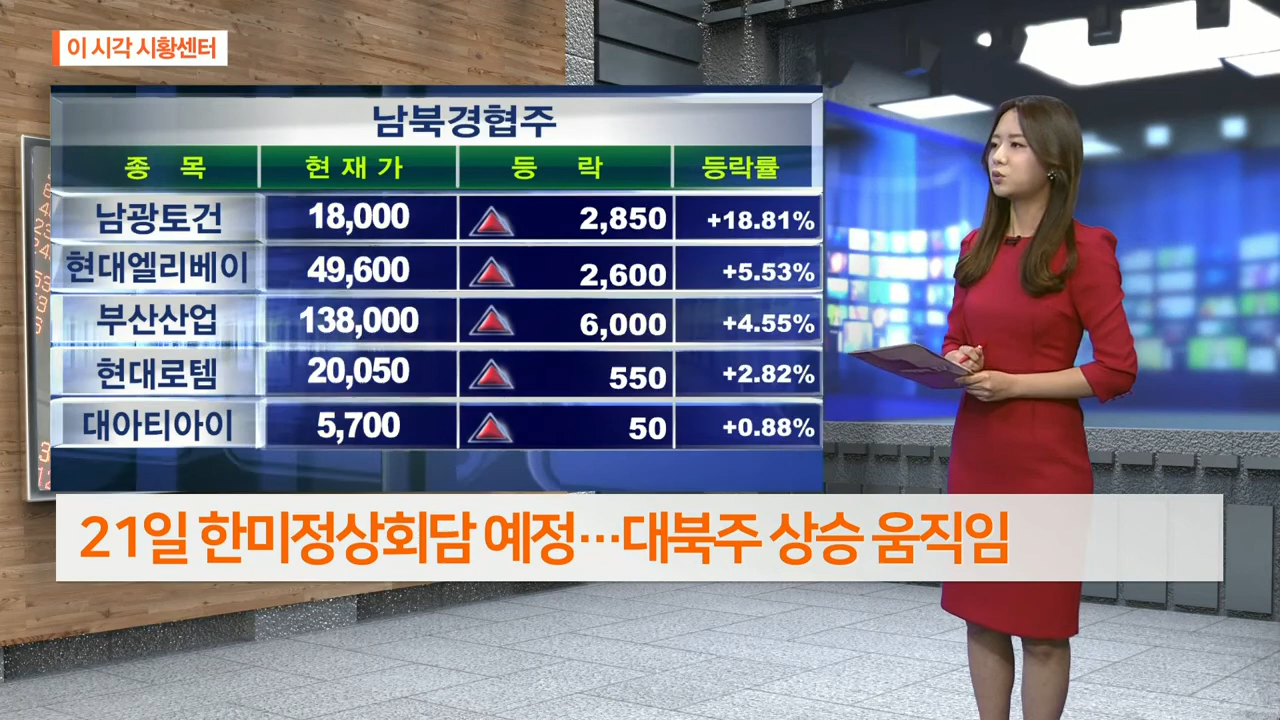 이 시각 시황센터
남북경협주
종 목 현 재 가 등 락 등락률
남광토건 18,000 ▲ 2,850 +18.81%
현대엘리베이 49,600 ▲ 2,600 +5.53%
부산산업 138,000 ▲ 6,000 +4.55%
현대로템 20,050 ▲ 550 +2.82%
대아티아이 5,700 ▲ 50 +0.88%
21일 한미정상회담 예정…대북주 상승 움직임